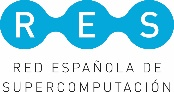 RES
RED ESPAÑOLA DE
SUPERCOMPUTACIÓN